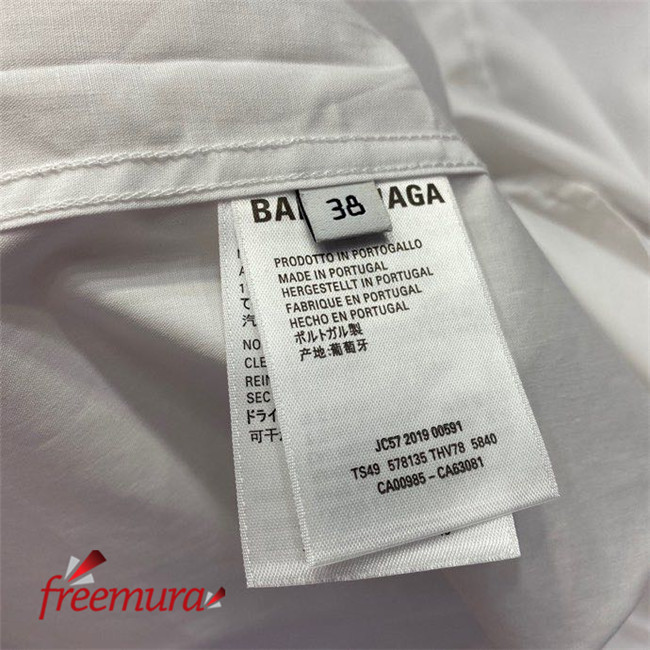 38
PRODOTTO IN PORTOGALLO
MADE IN PORTUGAL
HERGESTELLT IN PORTUGAL
FABRIQUE EN PORTUGAL
HECHO EN PORTUGAL
ポルトガル製
产地:葡萄牙
NO
CLE
REIN
SEC
ドライ
可干
JC57 2019 00591
TS49 578135 THV78 5840
CA00985 – CA63081
freemura